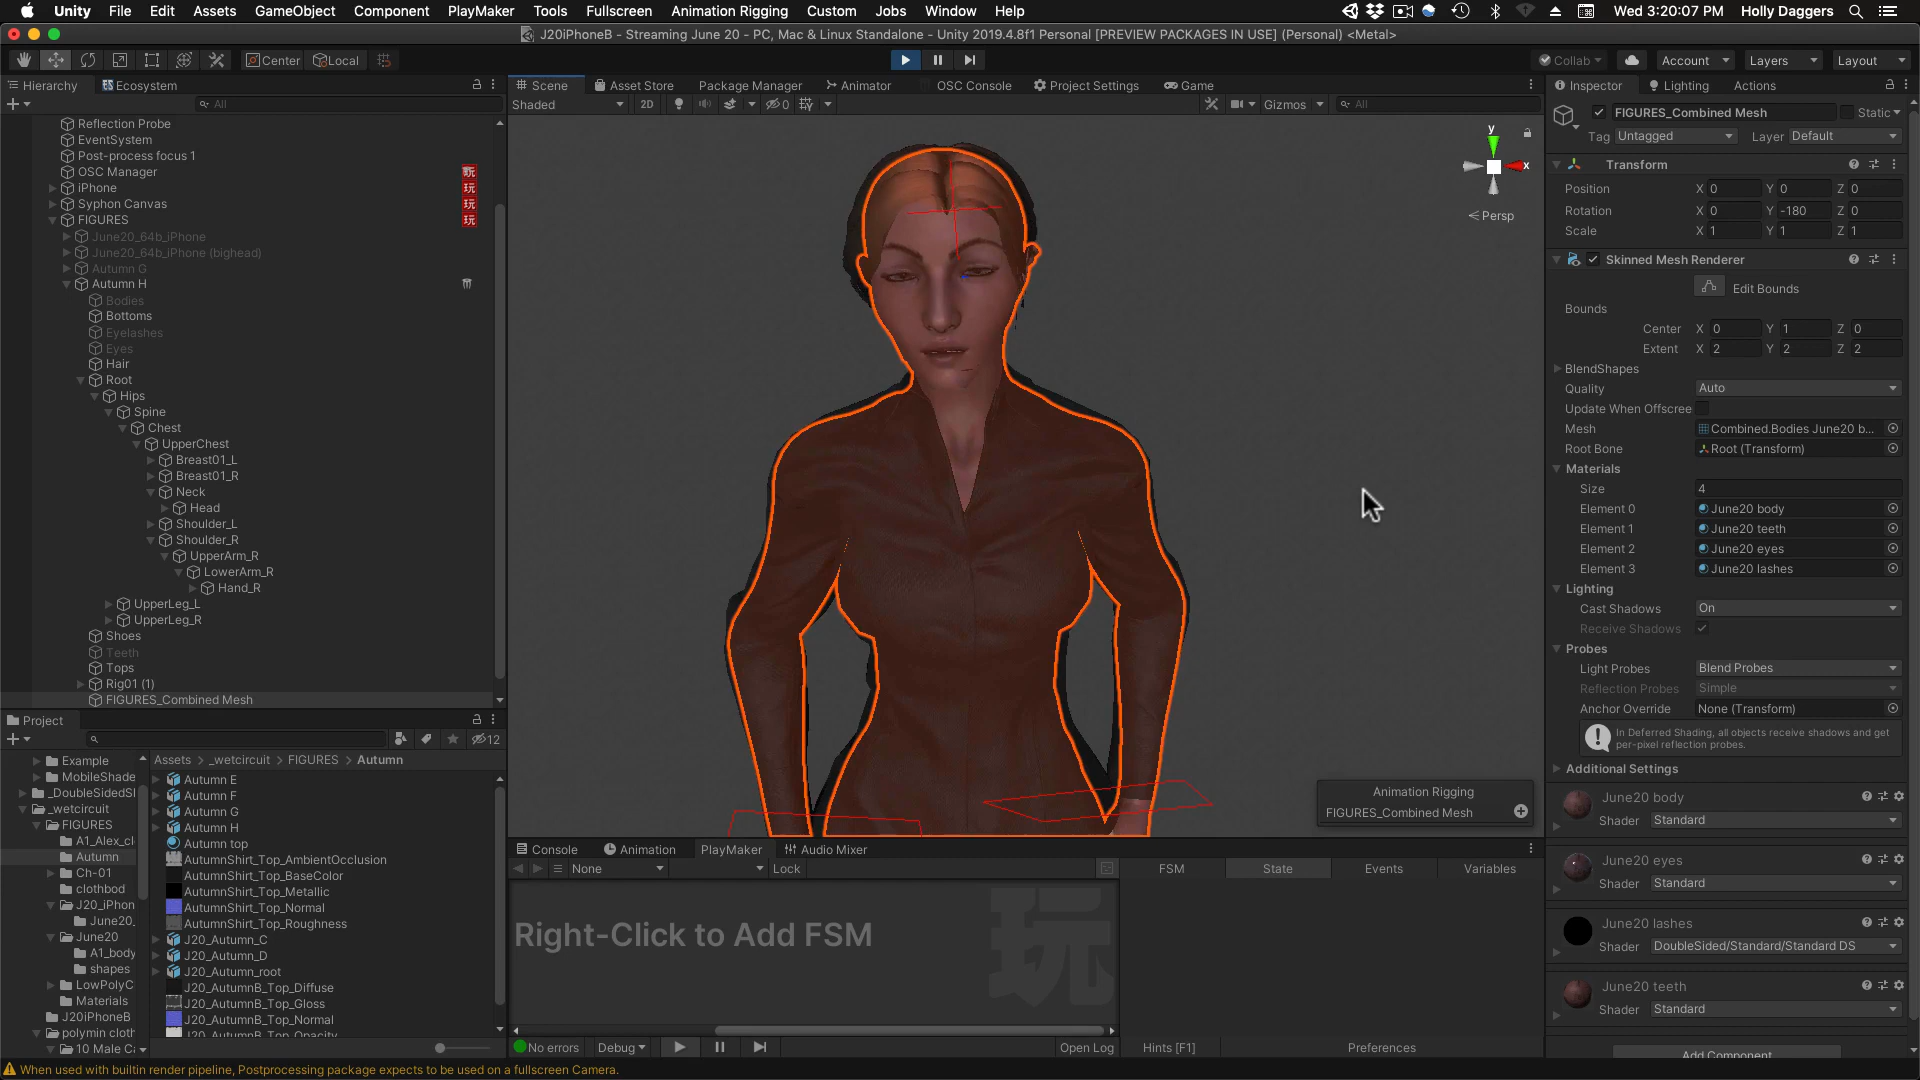 Unity File Edit Assets GameObject Component PlayMaker Tools Fullscreen Animation Rigging Custom Jobs Window Help Wed 3:20:07 PM Holly Daggers
J20iPhoneB - Streaming June 20 - PC, Mac & Linux Standalone - Unity 2019.4.8f1 Personal [PREVIEW PACKAGES IN USE] (Personal) <Metal>
Center Local Collab Account Layers Layout
Hierarchy Ecosystem
All
Reflection Probe
EventSystem
Post-process focus 1
OSC Manager
iPhone
Syphon Canvas
FIGURES
June20_64b_iPhone
June20_64b_iPhone (bighead)
Autumn G
Autumn H
Bodies
Bottoms
Eyelashes
Eyes
Hair
Root
Hips
Spine
Chest
UpperChest
Breast01_L
Breast01_R
Neck
Head
Shoulder_L
Shoulder_R
UpperArm_R
LowerArm_R
Hand_R
UpperLeg_L
UpperLeg_R
Shoes
Teeth
Tops
Rig01 (1)
FIGURES_Combined Mesh
玩
玩
玩
玩
Scene Asset Store Package Manager Animator OSC Console Project Settings Game
Shaded 2D 0 Gizmos All
y
x
Persp
Animation Rigging
FIGURES_Combined Mesh
Inspector Lighting Actions
FIGURES_Combined Mesh Static
Tag Untagged Layer Default
Transform
Position X 0 Y 0 Z 0
Rotation X 0 Y -180 Z 0
Scale X 1 Y 1 Z 1
Skinned Mesh Renderer
Edit Bounds
Bounds
Center X 0 Y 1 Z 0
Extent X 2 Y 2 Z 2
BlendShapes
Quality Auto
Update When Offscree
Mesh Combined.Bodies June20 b...
Root Bone Root (Transform)
Materials
Size 4
Element 0 June20 body
Element 1 June20 teeth
Element 2 June20 eyes
Element 3 June20 lashes
Lighting
Cast Shadows On
Receive Shadows
Probes
Light Probes Blend Probes
Reflection Probes Simple
Anchor Override None (Transform)
In Deferred Shading, all objects receive shadows and get
per-pixel reflection probes.
Additional Settings
June20 body
Shader Standard
June20 eyes
Shader Standard
June20 lashes
Shader DoubleSided/Standard/Standard DS
June20 teeth
Shader Standard
Add Component
Project
12
Example
MobileShade
_DoubleSidedSl
_wetcircuit
FIGURES
A1_Alex_cl
Autumn
Ch-01
clothbod
J20_iPhon
June20_
June20
A1_body
shapes
LowPolyC
Materials
J20iPhoneB
polymin cloth
10 Male Ca
Assets > _wetcircuit > FIGURES > Autumn
Autumn E
Autumn F
Autumn G
Autumn H
Autumn top
AutumnShirt_Top_AmbientOcclusion
AutumnShirt_Top_BaseColor
AutumnShirt_Top_Metallic
AutumnShirt_Top_Normal
AutumnShirt_Top_Roughness
J20_Autumn_C
J20_Autumn_D
J20_Autumn_root
J20_AutumnB_Top_Diffuse
J20_AutumnB_Top_Gloss
J20_AutumnB_Top_Normal
J20_AutumnB_Top_Opacity
Console Animation PlayMaker Audio Mixer
None Lock FSM State Events Variables
Right-Click to Add FSM
玩
No errors Debug Open Log Hints [F1] Preferences
When used with builtin render pipeline, Postprocessing package expects to be used on a fullscreen Camera.